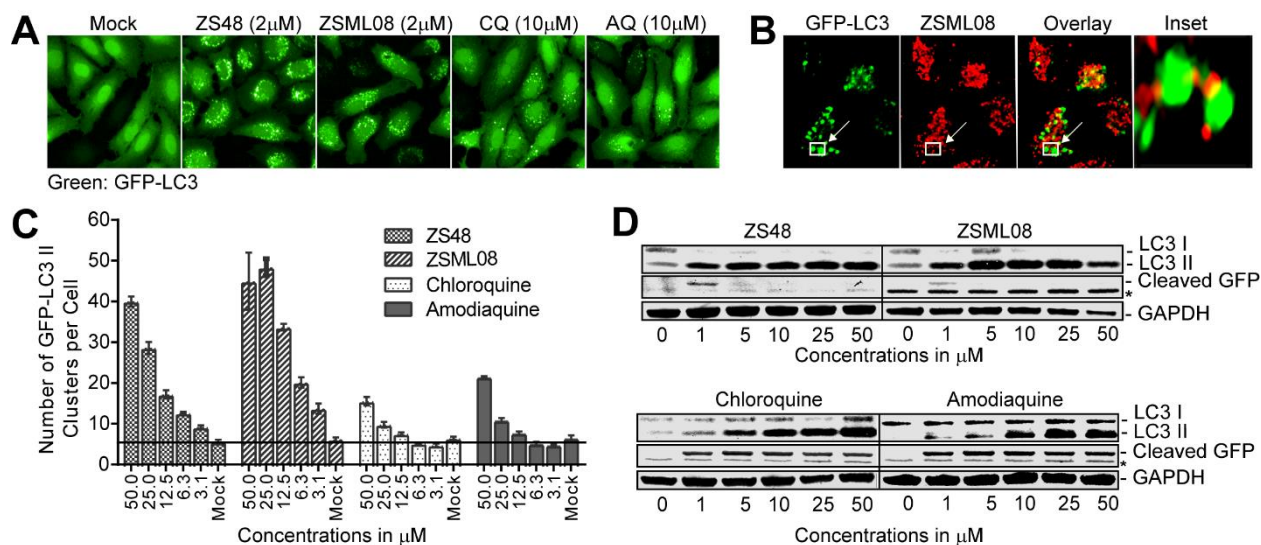 A
Mock
ZS48 (2μM)
ZSML08 (2μM)
CQ (10μM)
AQ (10μM)
Green: GFP-LC3
B
GFP-LC3
ZSML08
Overlay
Inset
C
Number of GFP-LC3 II
Clusters per Cell
60
50
40
30
20
10
0
ZS48
ZSML08
Chloroquine
Amodiaquine
50.0 25.0 12.5 6.3 3.1 Mock
50.0 25.0 12.5 6.3 3.1 Mock
50.0 25.0 12.5 6.3 3.1 Mock
50.0 25.0 12.5 6.3 3.1 Mock
Concentrations in μM
D
ZS48
ZSML08
- LC3 I
- LC3 II
- Cleaved GFP
*
- GAPDH
0 1 5 10 25 50 0 1 5 10 25 50
Concentrations in μM
Chloroquine
Amodiaquine
- LC3 I
- LC3 II
- Cleaved GFP
*
- GAPDH
0 1 5 10 25 50 0 1 5 10 25 50
Concentrations in μM